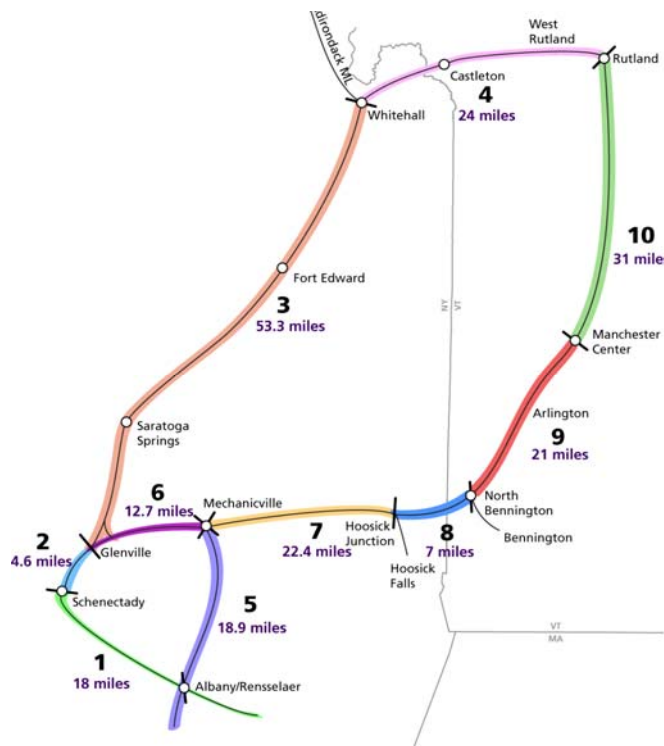 dirondack ML
West
Rutland
Rutland
Castleton
4
24 miles
Whitehall
10
31 miles
Fort Edward
3
53.3 miles
VT
NY
Manchester
Center
Arlington
9
21 miles
Saratoga
Springs
6
12.7 miles
Mechanicville
North
Bennington
Bennington
7
22.4 miles
Hoosick
Junction
8
7 miles
Hoosick
Falls
2
4.6 miles
Glenville
Schenectady
5
18.9 miles
1
18 miles
VT
MA
Albany/Rensselaer